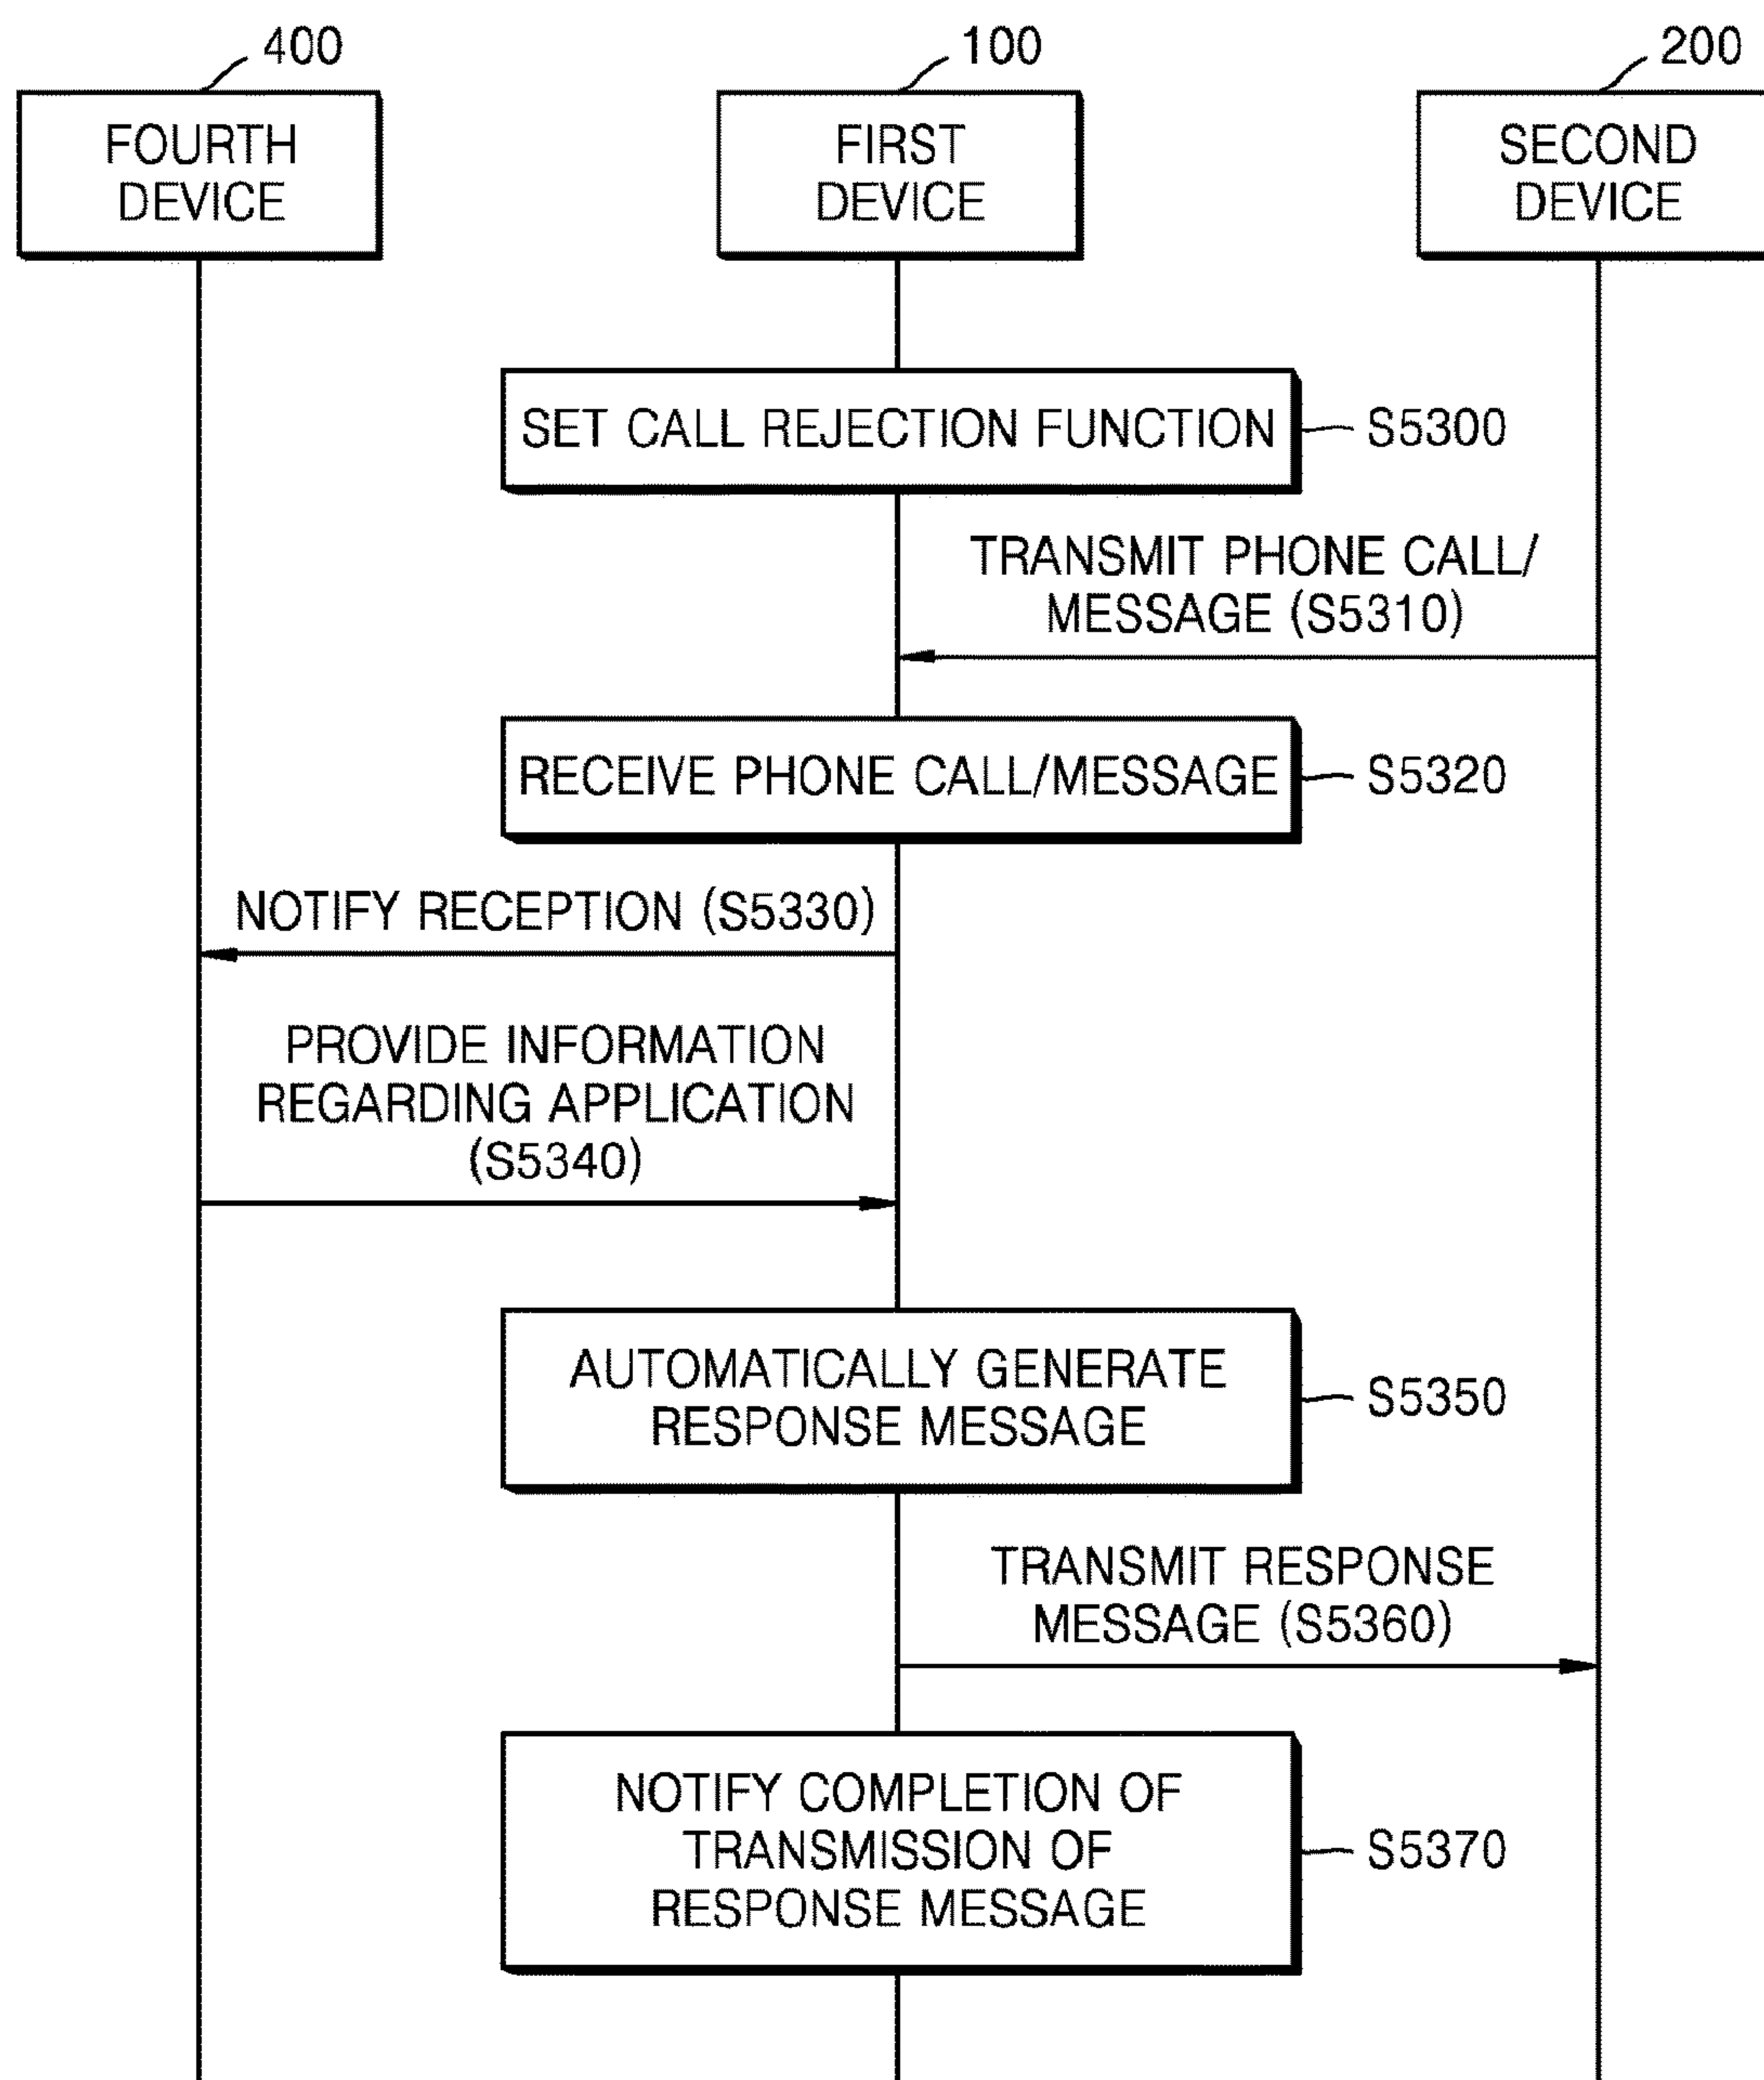 400
100
200
FOURTH
DEVICE
FIRST
DEVICE
SECOND
DEVICE
SET CALL REJECTION FUNCTION
S5300
TRANSMIT PHONE CALL/
MESSAGE (S5310)
RECEIVE PHONE CALL/MESSAGE
S5320
NOTIFY RECEPTION (S5330)
PROVIDE INFORMATION
REGARDING APPLICATION
(S5340)
AUTOMATICALLY GENERATE
RESPONSE MESSAGE
S5350
TRANSMIT RESPONSE
MESSAGE (S5360)
NOTIFY COMPLETION OF
TRANSMISSION OF
RESPONSE MESSAGE
S5370